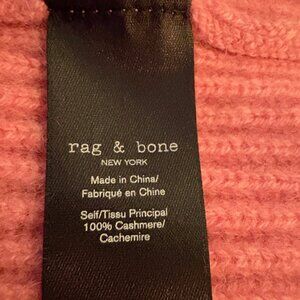 rag & bone
NEW YORK
Made in China/
Fabriqué en Chine
Self/Tissu Principal
100% Cashmere/
Cachemire